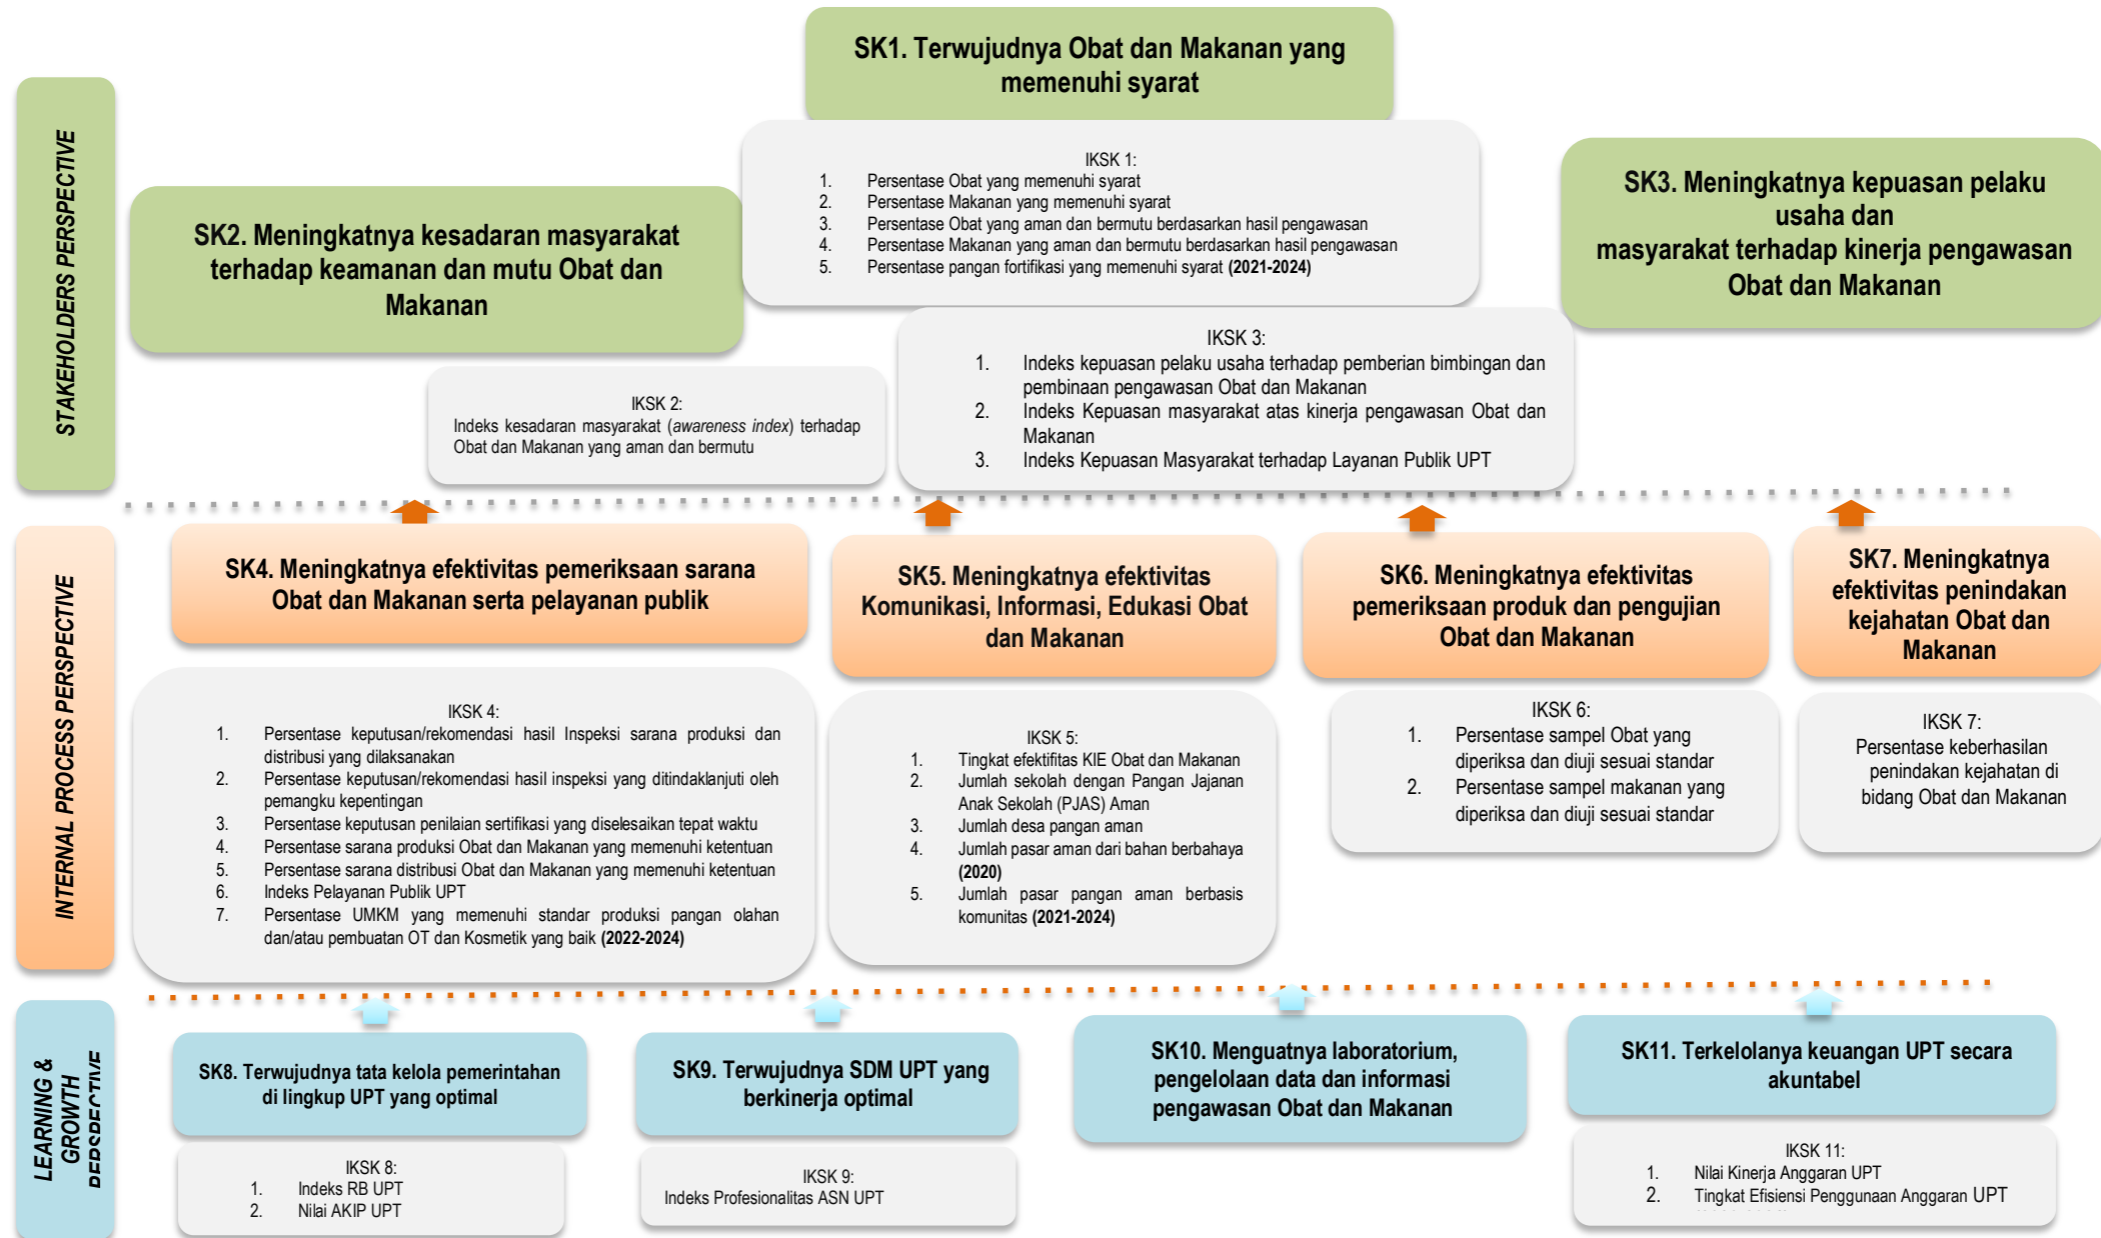 STAKEHOLDERS PERSPECTIVE
SK1. Terwujudnya Obat dan Makanan yang
memenuhi syarat
IKSK 1:
1. Persentase Obat yang memenuhi syarat
2. Persentase Makanan yang memenuhi syarat
3. Persentase Obat yang aman dan bermutu berdasarkan hasil pengawasan
4. Persentase Makanan yang aman dan bermutu berdasarkan hasil pengawasan
5. Persentase pangan fortifikasi yang memenuhi syarat (2021-2024)
SK2. Meningkatnya kesadaran masyarakat
terhadap keamanan dan mutu Obat dan
Makanan
IKSK 2:
Indeks kesadaran masyarakat (awareness index) terhadap
Obat dan Makanan yang aman dan bermutu
SK3. Meningkatnya kepuasan pelaku
usaha dan
masyarakat terhadap kinerja pengawasan
Obat dan Makanan
IKSK 3:
1. Indeks kepuasan pelaku usaha terhadap pemberian bimbingan dan
pembinaan pengawasan Obat dan Makanan
2. Indeks Kepuasan masyarakat atas kinerja pengawasan Obat dan
Makanan
3. Indeks Kepuasan Masyarakat terhadap Layanan Publik UPT
INTERNAL PROCESS PERSPECTIVE
SK4. Meningkatnya efektivitas pemeriksaan sarana
Obat dan Makanan serta pelayanan publik
IKSK 4:
1. Persentase keputusan/rekomendasi hasil Inspeksi sarana produksi dan
distribusi yang dilaksanakan
2. Persentase keputusan/rekomendasi hasil inspeksi yang ditindaklanjuti oleh
pemangku kepentingan
3. Persentase keputusan penilaian sertifikasi yang diselesaikan tepat waktu
4. Persentase sarana produksi Obat dan Makanan yang memenuhi ketentuan
5. Persentase sarana distribusi Obat dan Makanan yang memenuhi ketentuan
6. Indeks Pelayanan Publik UPT
7. Persentase UMKM yang memenuhi standar produksi pangan olahan
dan/atau pembuatan OT dan Kosmetik yang baik (2022-2024)
SK5. Meningkatnya efektivitas
Komunikasi, Informasi, Edukasi Obat
dan Makanan
IKSK 5:
1. Tingkat efektifitas KIE Obat dan Makanan
2. Jumlah sekolah dengan Pangan Jajanan
Anak Sekolah (PJAS) Aman
3. Jumlah desa pangan aman
4. Jumlah pasar aman dari bahan berbahaya
(2020)
5. Jumlah pasar pangan aman berbasis
komunitas (2021-2024)
SK6. Meningkatnya efektivitas
pemeriksaan produk dan pengujian
Obat dan Makanan
IKSK 6:
1. Persentase sampel Obat yang
diperiksa dan diuji sesuai standar
2. Persentase sampel makanan yang
diperiksa dan diuji sesuai standar
SK7. Meningkatnya
efektivitas penindakan
kejahatan Obat dan
Makanan
IKSK 7:
Persentase keberhasilan
penindakan kejahatan di
bidang Obat dan Makanan
LEARNING &
GROWTH
PERSPECTIVE
SK8. Terwujudnya tata kelola pemerintahan
di lingkup UPT yang optimal
IKSK 8:
1. Indeks RB UPT
2. Nilai AKIP UPT
SK9. Terwujudnya SDM UPT yang
berkinerja optimal
IKSK 9:
Indeks Profesionalitas ASN UPT
SK10. Menguatnya laboratorium,
pengelolaan data dan informasi
pengawasan Obat dan Makanan
SK11. Terkelolanya keuangan UPT secara
akuntabel
IKSK 11:
1. Nilai Kinerja Anggaran UPT
2. Tingkat Efisiensi Penggunaan Anggaran UPT